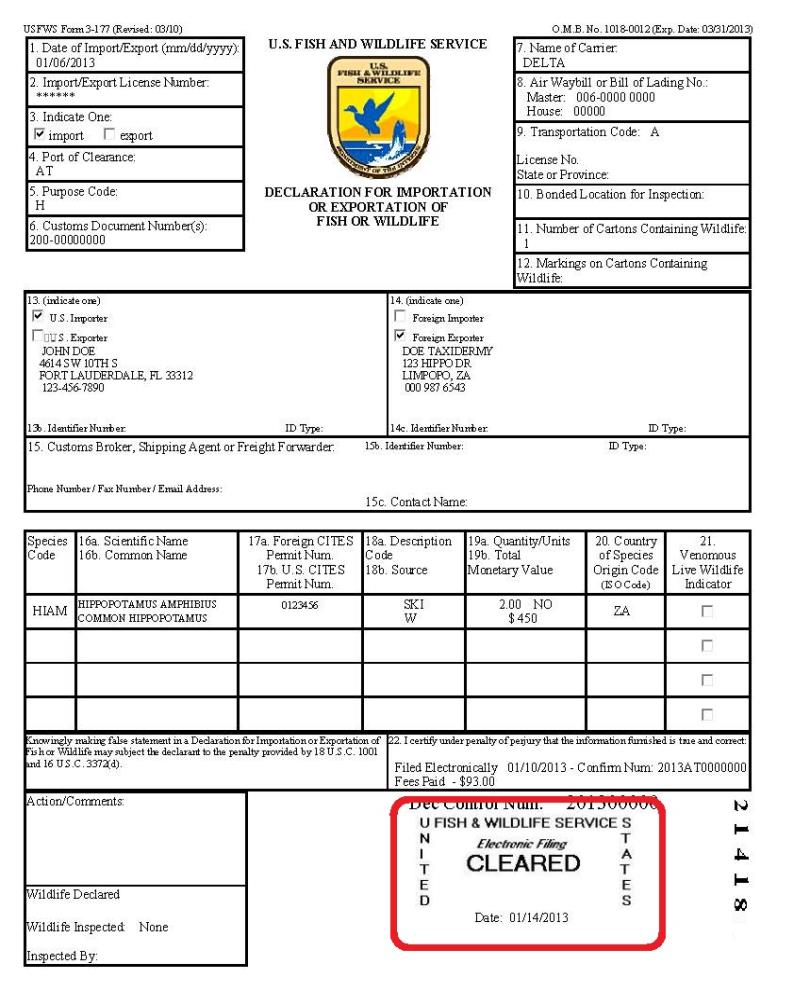 USFWS Form 3-177 (Revised: 03/10)
O.M.B. No. 1018-0012 (Exp. Date: 03/31/2013)
1. Date of Import/Export (mm/dd/yyyy):
01/06/2013
2. Import/Export License Number:
******
3. Indicate One:
import export
4. Port of Clearance:
AT
5. Purpose Code:
H
6. Customs Document Number(s):
200-00000000
U.S. FISH AND WILDLIFE SERVICE
U.S.
FISH & WILDLIFE
SERVICE
DEPARTMENT OF THE INTERIOR
DECLARATION FOR IMPORTATION
OR EXPORTATION OF
FISH OR WILDLIFE
7. Name of Carrier:
DELTA
8. Air Waybill or Bill of Lading No.:
Master: 006-0000 0000
House: 00000
9. Transportation Code: A
License No.
State or Province:
10. Bonded Location for Inspection:
11. Number of Cartons Containing Wildlife:
1
12. Markings on Cartons Containing
Wildlife:
13. (indicate one)
U.S. Importer
U.S. Exporter
JOHN DOE
4614 SW 10TH S
FORT LAUDERDALE, FL 33312
123-456-7890
13b. Identifier Number: ID Type:
14. (indicate one)
Foreign Importer
Foreign Exporter
DOE TAXIDERMY
123 HIPPO DR
LIMPOPO, ZA
000 987 6543
14c. Identifier Number: ID Type:
15. Customs Broker, Shipping Agent or Freight Forwarder:
15b. Identifier Number: ID Type:
Phone Number / Fax Number / Email Address:
15c. Contact Name:
Species
Code
16a. Scientific Name
16b. Common Name
17a. Foreign CITES
Permit Num.
17b. U.S. CITES
Permit Num.
18a. Description
Code
18b. Source
19a. Quantity/Units
19b. Total
Monetary Value
20. Country
of Species
Origin Code
(ISO Code)
21.
Venomous
Live Wildlife
Indicator
HIAM
HIPPOPOTAMUS AMPHIBIUS
COMMON HIPPOPOTAMUS
0123456
SKI
W
2.00 NO
$ 450
ZA
Knowingly making false statement in a Declaration for Importation or Exportation of
Fish or Wildlife may subject the declarant to the penalty provided by 18 U.S.C. 1001
and 16 U.S.C. 3372(d).
22. I certify under penalty of perjury that the information furnished is true and correct:
Filed Electronically 01/10/2013 - Confirm Num: 2013AT0000000
Fees Paid - $93.00
Action/Comments:
Wildlife Declared
Wildlife Inspected: None
Inspected By:
Dec Control Num: 201300000
UNITED
FISH & WILDLIFE SERVICE
STATES
Electronic Filing
CLEARED
Date: 01/14/2013
21418